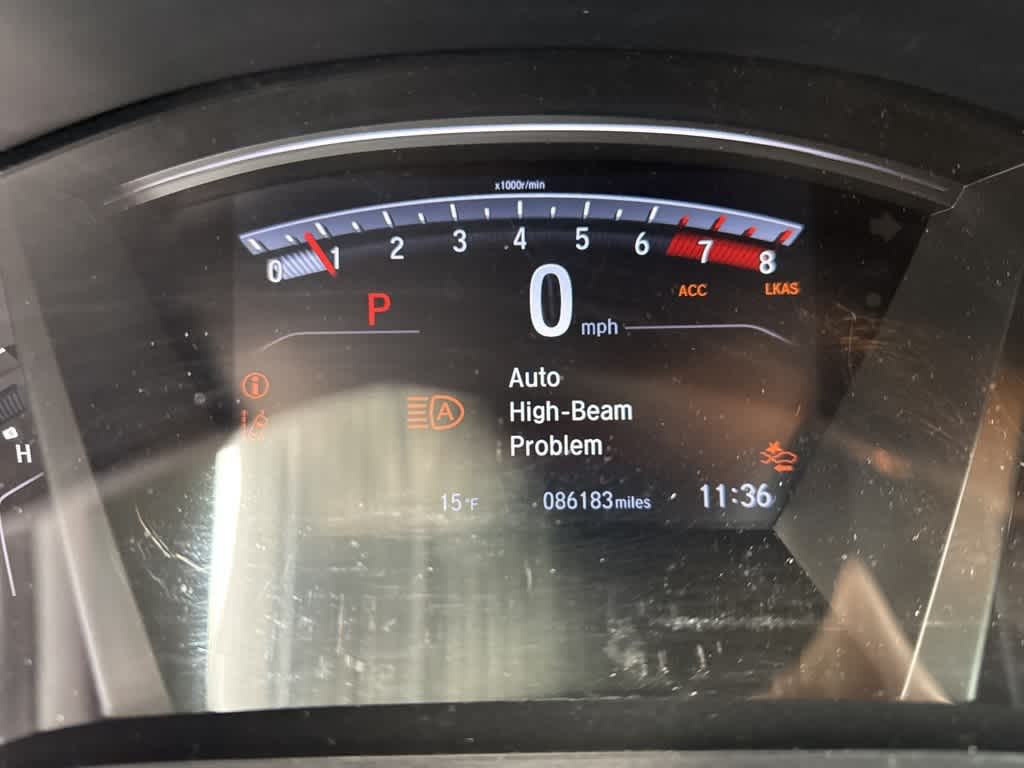 x1000r/min
0 1 2 3 4 5 6 7 8
P
0 mph
ACC
LKAS
Auto
High-Beam
Problem
A
i
H
15°F
086183 miles
11:36